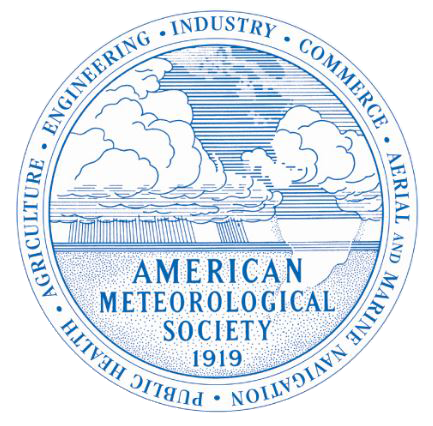 AGRICULTURE • ENGINEERING • INDUSTRY • COMMERCE • AERIAL AND MARINE NAVIGATION • PUBLIC HEALTH •
AMERICAN
METEOROLOGICAL
SOCIETY
1919